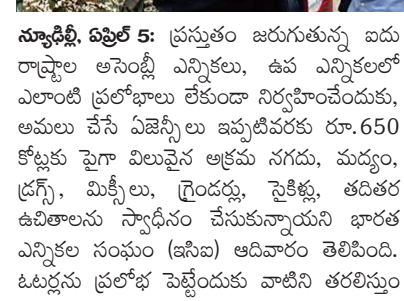 న్యూఢిల్లీ, ఏప్రిల్ 5: ప్రస్తుతం జరుగుతున్న ఐదు
రాష్ట్రాల అసెంబ్లీ ఎన్నికలు, ఉప ఎన్నికలలో
ఎలాంటి ప్రలోభాలు లేకుండా నిర్వహించేందుకు,
అమలు చేసే ఏజెన్సీలు ఇప్పటివరకు రూ.650
కోట్లకు పైగా విలువైన అక్రమ నగదు, మద్యం,
డ్రగ్స్, మిక్సీలు, గ్రైండర్లు, సైకిళ్లు, తదితర
ఉచితాలను స్వాధీనం చేసుకున్నాయని భారత
ఎన్నికల సంఘం (ఇసిఐ) ఆదివారం తెలిపింది.
ఓటర్లను ప్రలోభ పెట్టేందుకు వాటిని తరలిస్తుం